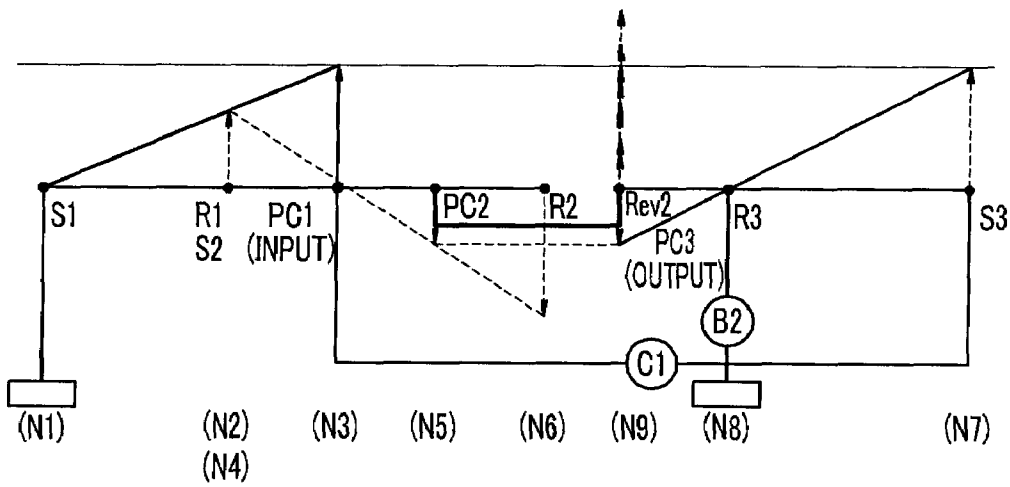 S1
R1
S2
PC1
(INPUT)
PC2
R2
Rev2
PC3
(OUTPUT)
R3
S3
B2
C1
(N1)
(N2)
(N4)
(N3)
(N5)
(N6)
(N9)
(N8)
(N7)